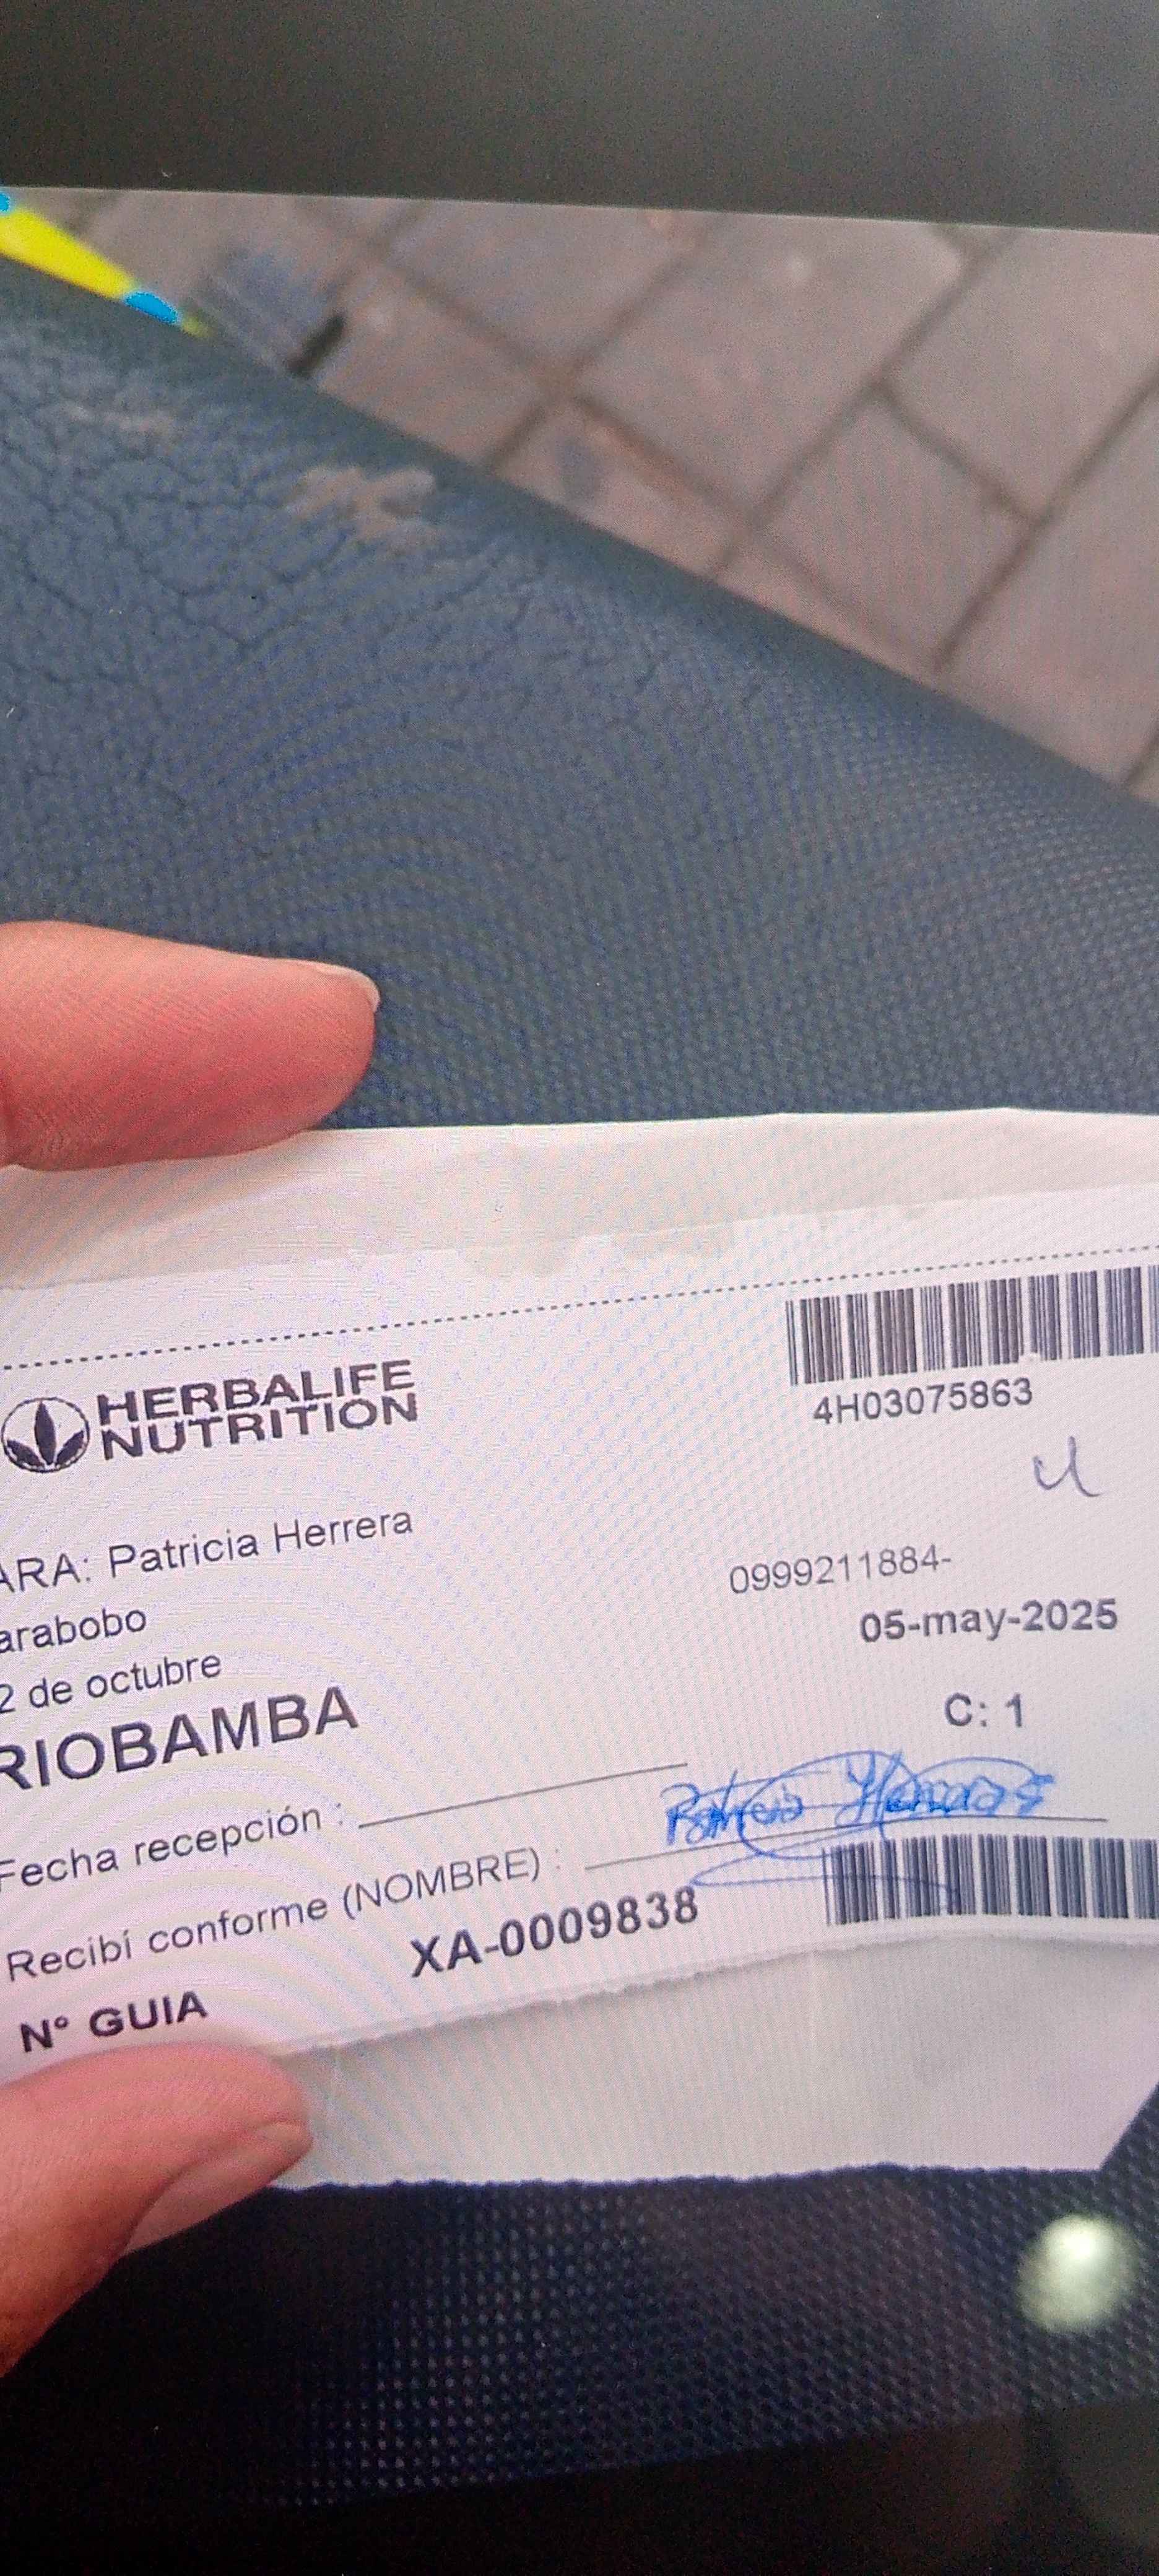 HERBALIFE
NUTRITION
4H03075863
ARA: Patricia Herrera
0999211884-
arabobo
05-may-2025
2 de octubre
RIOBAMBA
C: 1
Fecha recepción :
Recibí conforme (NOMBRE) :
N° GUIA XA-0009838